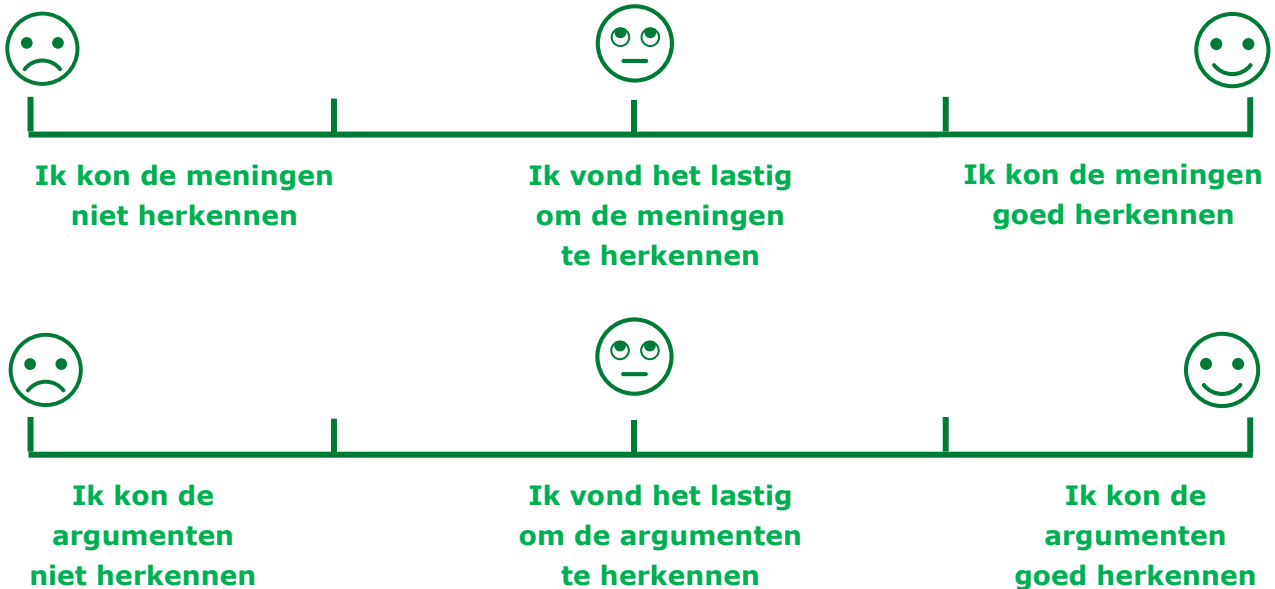 Ik kon de meningen
niet herkennen
Ik vond het lastig
om de meningen
te herkennen
Ik kon de meningen
goed herkennen
Ik kon de
argumenten
niet herkennen
Ik vond het lastig
om de argumenten
te herkennen
Ik kon de
argumenten
goed herkennen